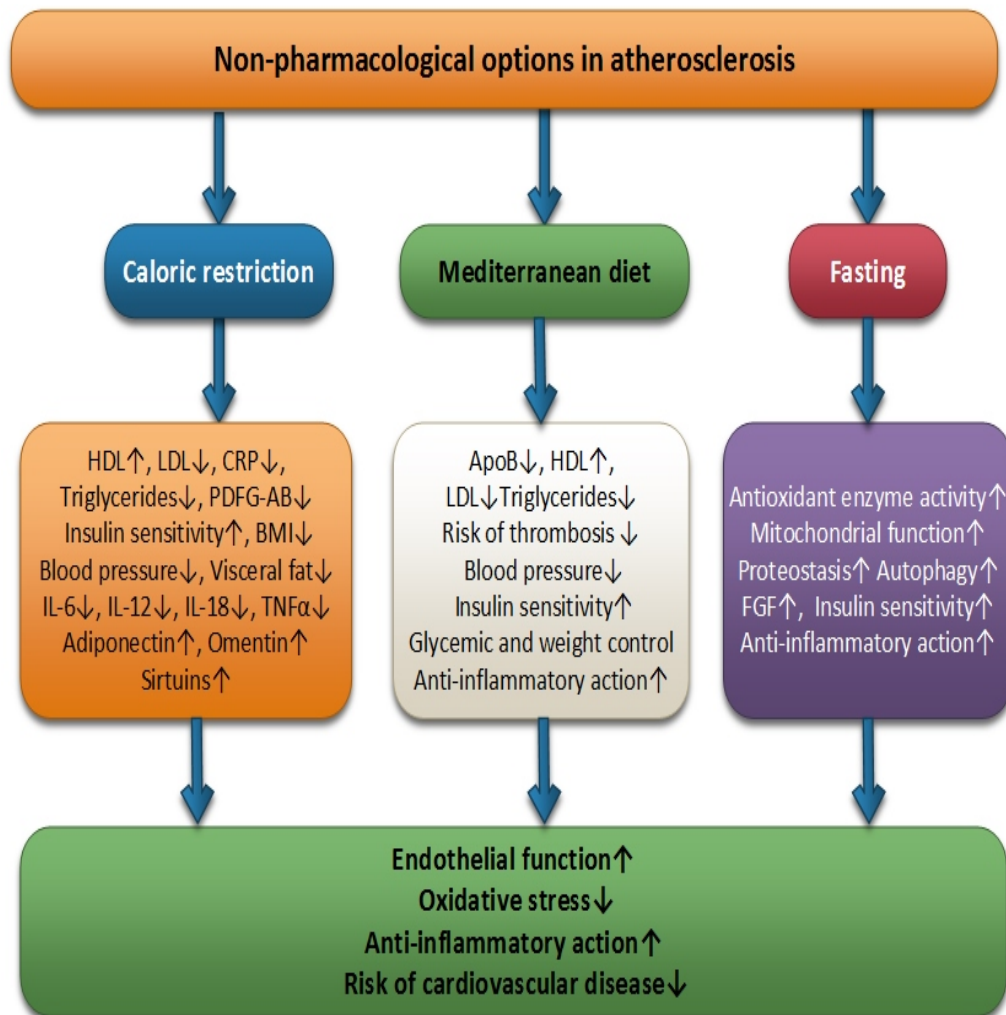 Non-pharmacological options in atherosclerosis
Caloric restriction
Mediterranean diet
Fasting
HDL↑, LDL↓, CRP↓,
Triglycerides↓, PDFG-AB↓
Insulin sensitivity↑, BMI↓
Blood pressure↓, Visceral fat↓
IL-6↓, IL-12↓, IL-18↓, TNFα↓
Adiponectin↑, Omentin↑
Sirtuins↑
ApoB↓, HDL↑,
LDL↓Triglycerides↓
Risk of thrombosis ↓
Blood pressure↓
Insulin sensitivity↑
Glycemic and weight control
Anti-inflammatory action↑
Antioxidant enzyme activity↑
Mitochondrial function↑
Proteostasis↑ Autophagy↑
FGF↑, Insulin sensitivity↑
Anti-inflammatory action↑
Endothelial function↑
Oxidative stress↓
Anti-inflammatory action↑
Risk of cardiovascular disease↓